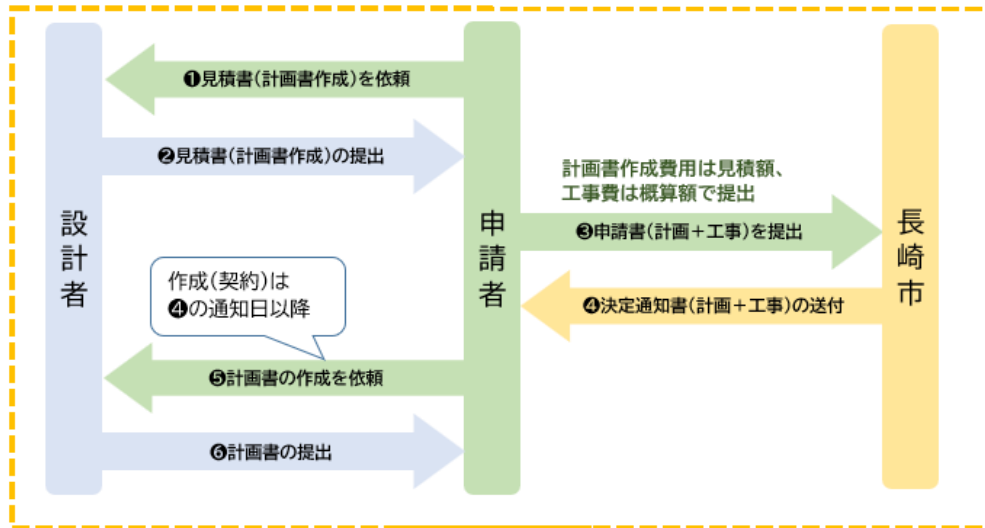 設計者
申請者
長崎市
❶見積書(計画書作成)を依頼
❷見積書(計画書作成)の提出
計画書作成費用は見積額、
工事費は概算額で提出
❸申請書(計画+工事)を提出
❹決定通知書(計画+工事)の送付
作成(契約)は
❹の通知日以降
❺計画書の作成を依頼
❻計画書の提出